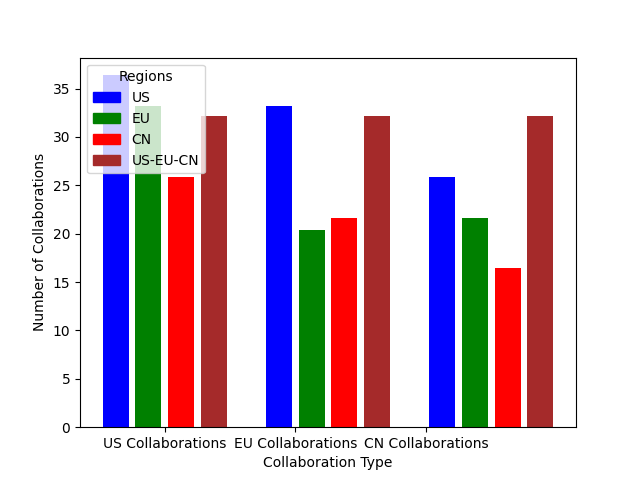 Regions
US
EU
CN
US-EU-CN
35
30
25
20
15
10
5
0
Number of Collaborations
US Collaborations EU Collaborations CN Collaborations
Collaboration Type